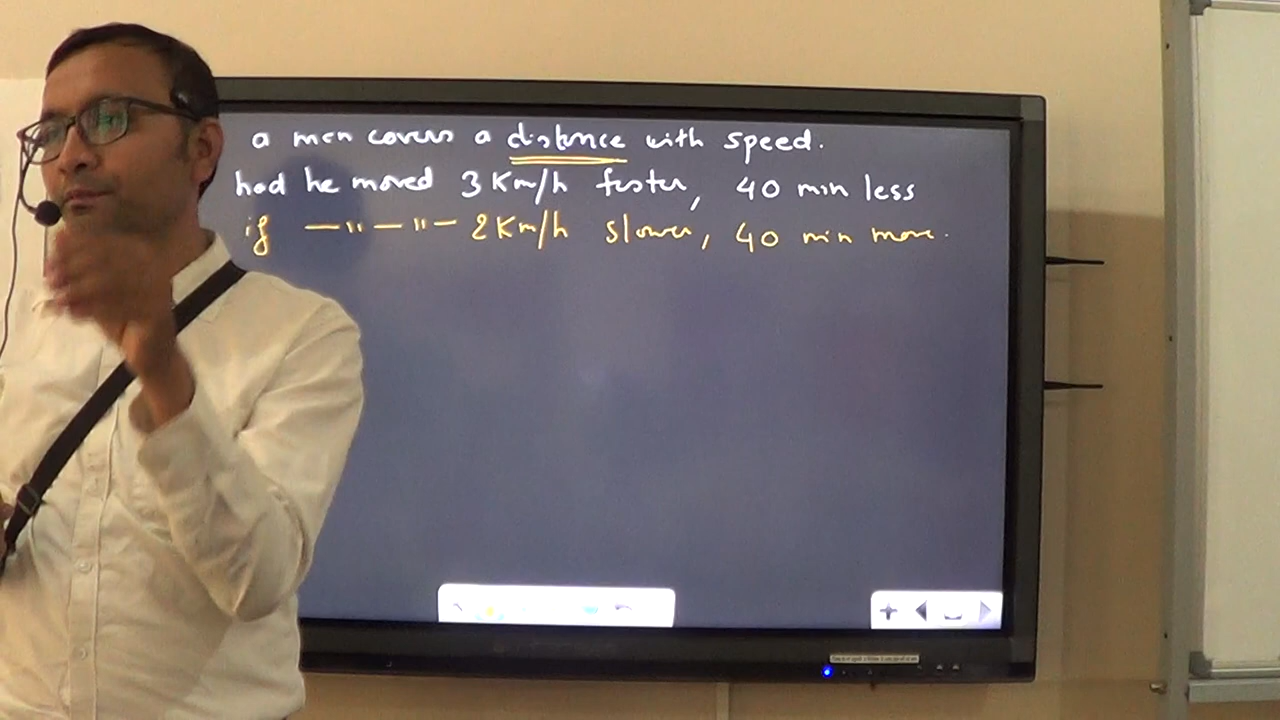 a man covers a distance with speed.
had he moved 3 Km/h faster, 40 min less
if —"—"— 2 Km/h slower, 40 min more.